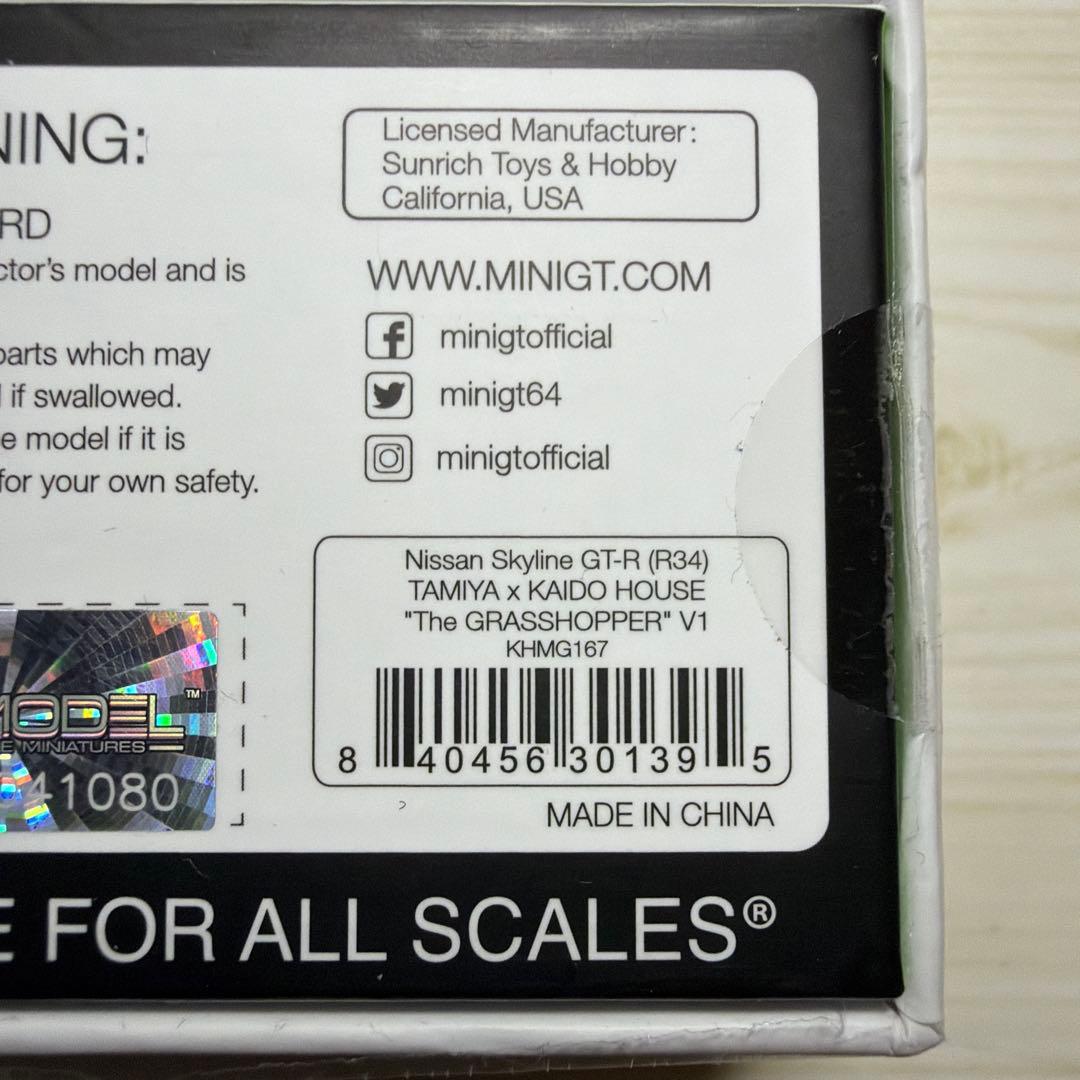 NING:
RD
ctor's model and is
parts which may
if swallowed.
e model if it is
for your own safety.
Licensed Manufacturer:
Sunrich Toys & Hobby
California, USA
WWW.MINIGT.COM
minigtofficial
minigt64
minigtofficial
Nissan Skyline GT-R (R34)
TAMIYA x KAIDO HOUSE
"The GRASSHOPPER" V1
KHMG167
8 40456 30139 5
MADE IN CHINA
MODEL™
E MINIATURES
41080
E FOR ALL SCALES®